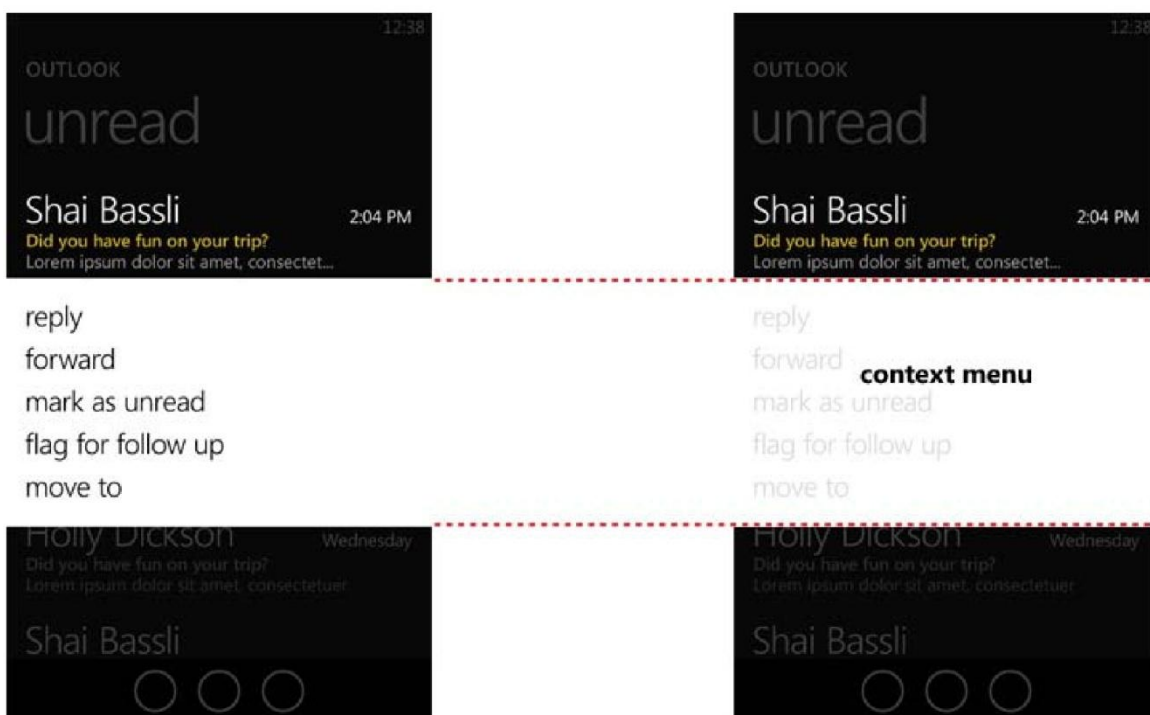 12:38
OUTLOOK
unread
Shai Bassli 2:04 PM
Did you have fun on your trip?
Lorem ipsum dolor sit amet, consectet...
reply
forward
mark as unread
flag for follow up
move to
Holly Dickson Wednesday
Did you have fun on your trip?
Lorem ipsum dolor sit amet, consectetuer
Shai Bassli
12:38
OUTLOOK
unread
Shai Bassli 2:04 PM
Did you have fun on your trip?
Lorem ipsum dolor sit amet, consectet...
reply
forward
context menu
mark as unread
flag for follow up
move to
Holly Dickson Wednesday
Did you have fun on your trip?
Lorem ipsum dolor sit amet, consectetuer
Shai Bassli